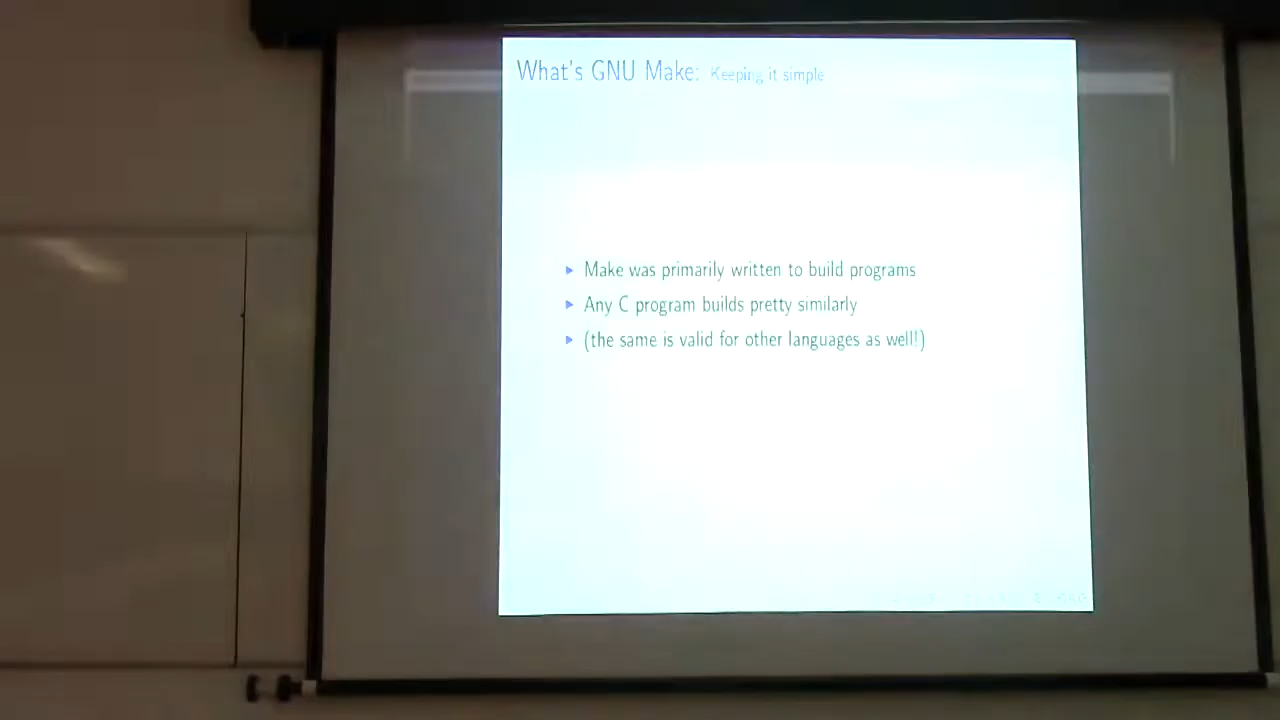 What's GNU Make: Keeping it simple
Make was primarily written to build programs
Any C program builds pretty similarly
(the same is valid for other languages as well!)